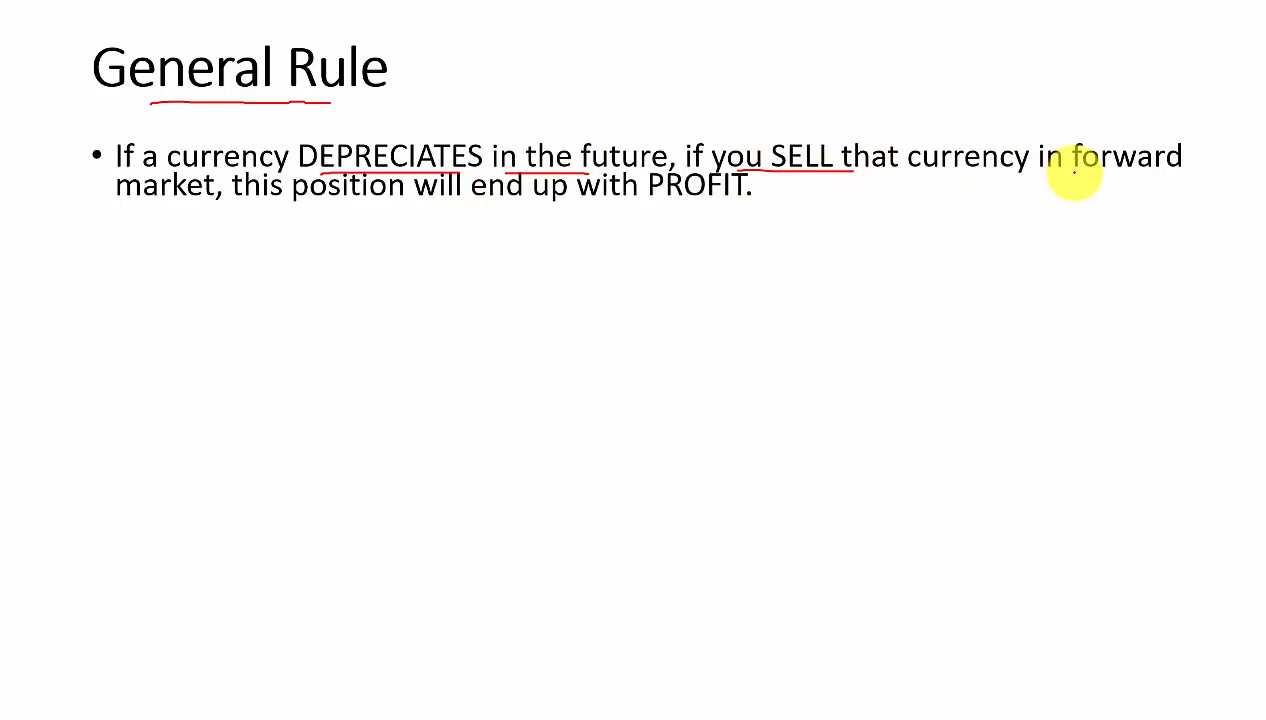 General Rule
• If a currency DEPRECIATES in the future, if you SELL that currency in forward
market, this position will end up with PROFIT.